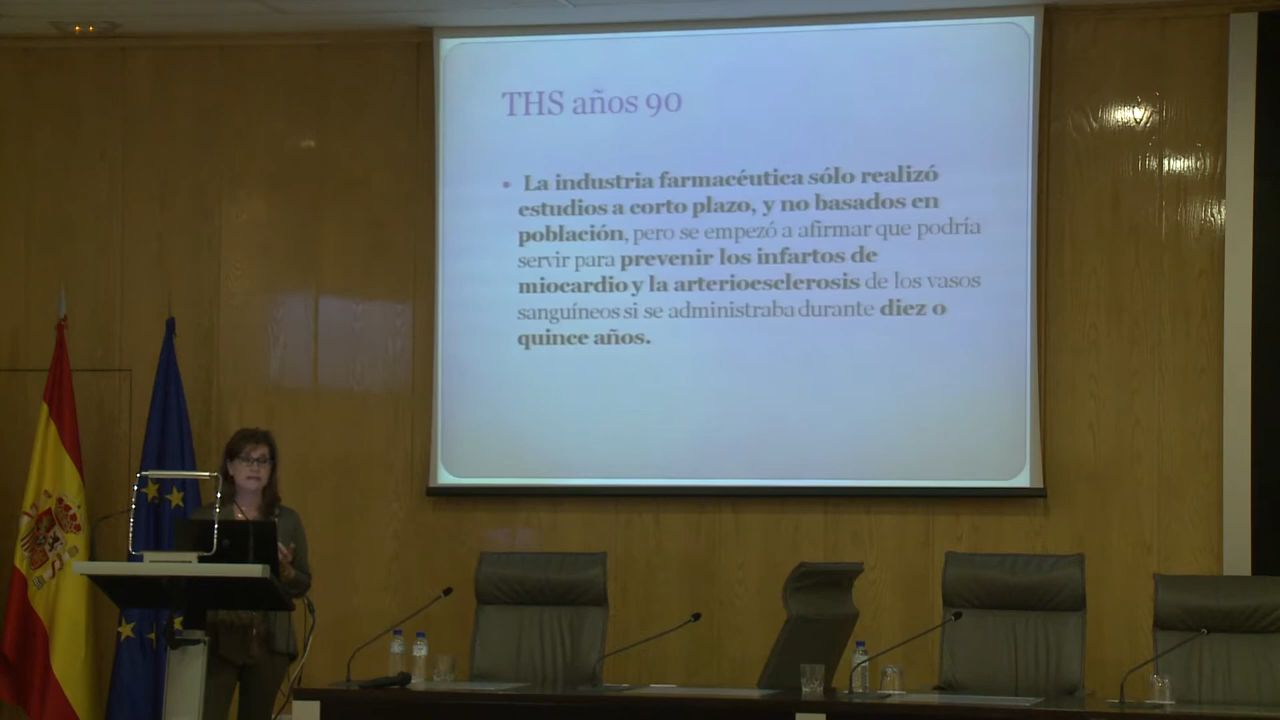 THS años 90
• La industria farmacéutica sólo realizó
estudios a corto plazo, y no basados en
población, pero se empezó a afirmar que podría
servir para prevenir los infartos de
miocardio y la arterioesclerosis de los vasos
sanguíneos si se administraba durante diez o
quince años.